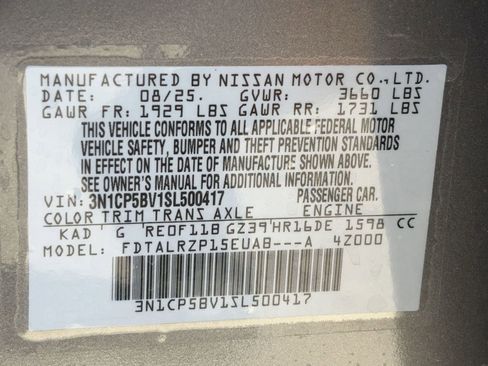 MANUFACTURED BY NISSAN MOTOR CO., LTD.
DATE: 08/25. GVWR: 3660 LBS
GAWR FR: 1929 LBS GAWR RR: 1731 LBS
THIS VEHICLE CONFORMS TO ALL APPLICABLE FEDERAL MOTOR
VEHICLE SAFETY, BUMPER AND THEFT PREVENTION STANDARDS
IN EFFECT ON THE DATE OF MANUFACTURE SHOWN ABOVE.
SEE OWNER'S MANUAL FOR ADDITIONAL INFORMATION.
VIN: 3N1CP5BV1SL500417 PASSENGER CAR.
COLOR TRIM TRANS AXLE ENGINE
KAD ' G 'RE0F11B GZ39'HR16DE 1598 CC
MODEL: FDTALRZP15EUAB---A 4Z000
3N1CP5BV1SL500417